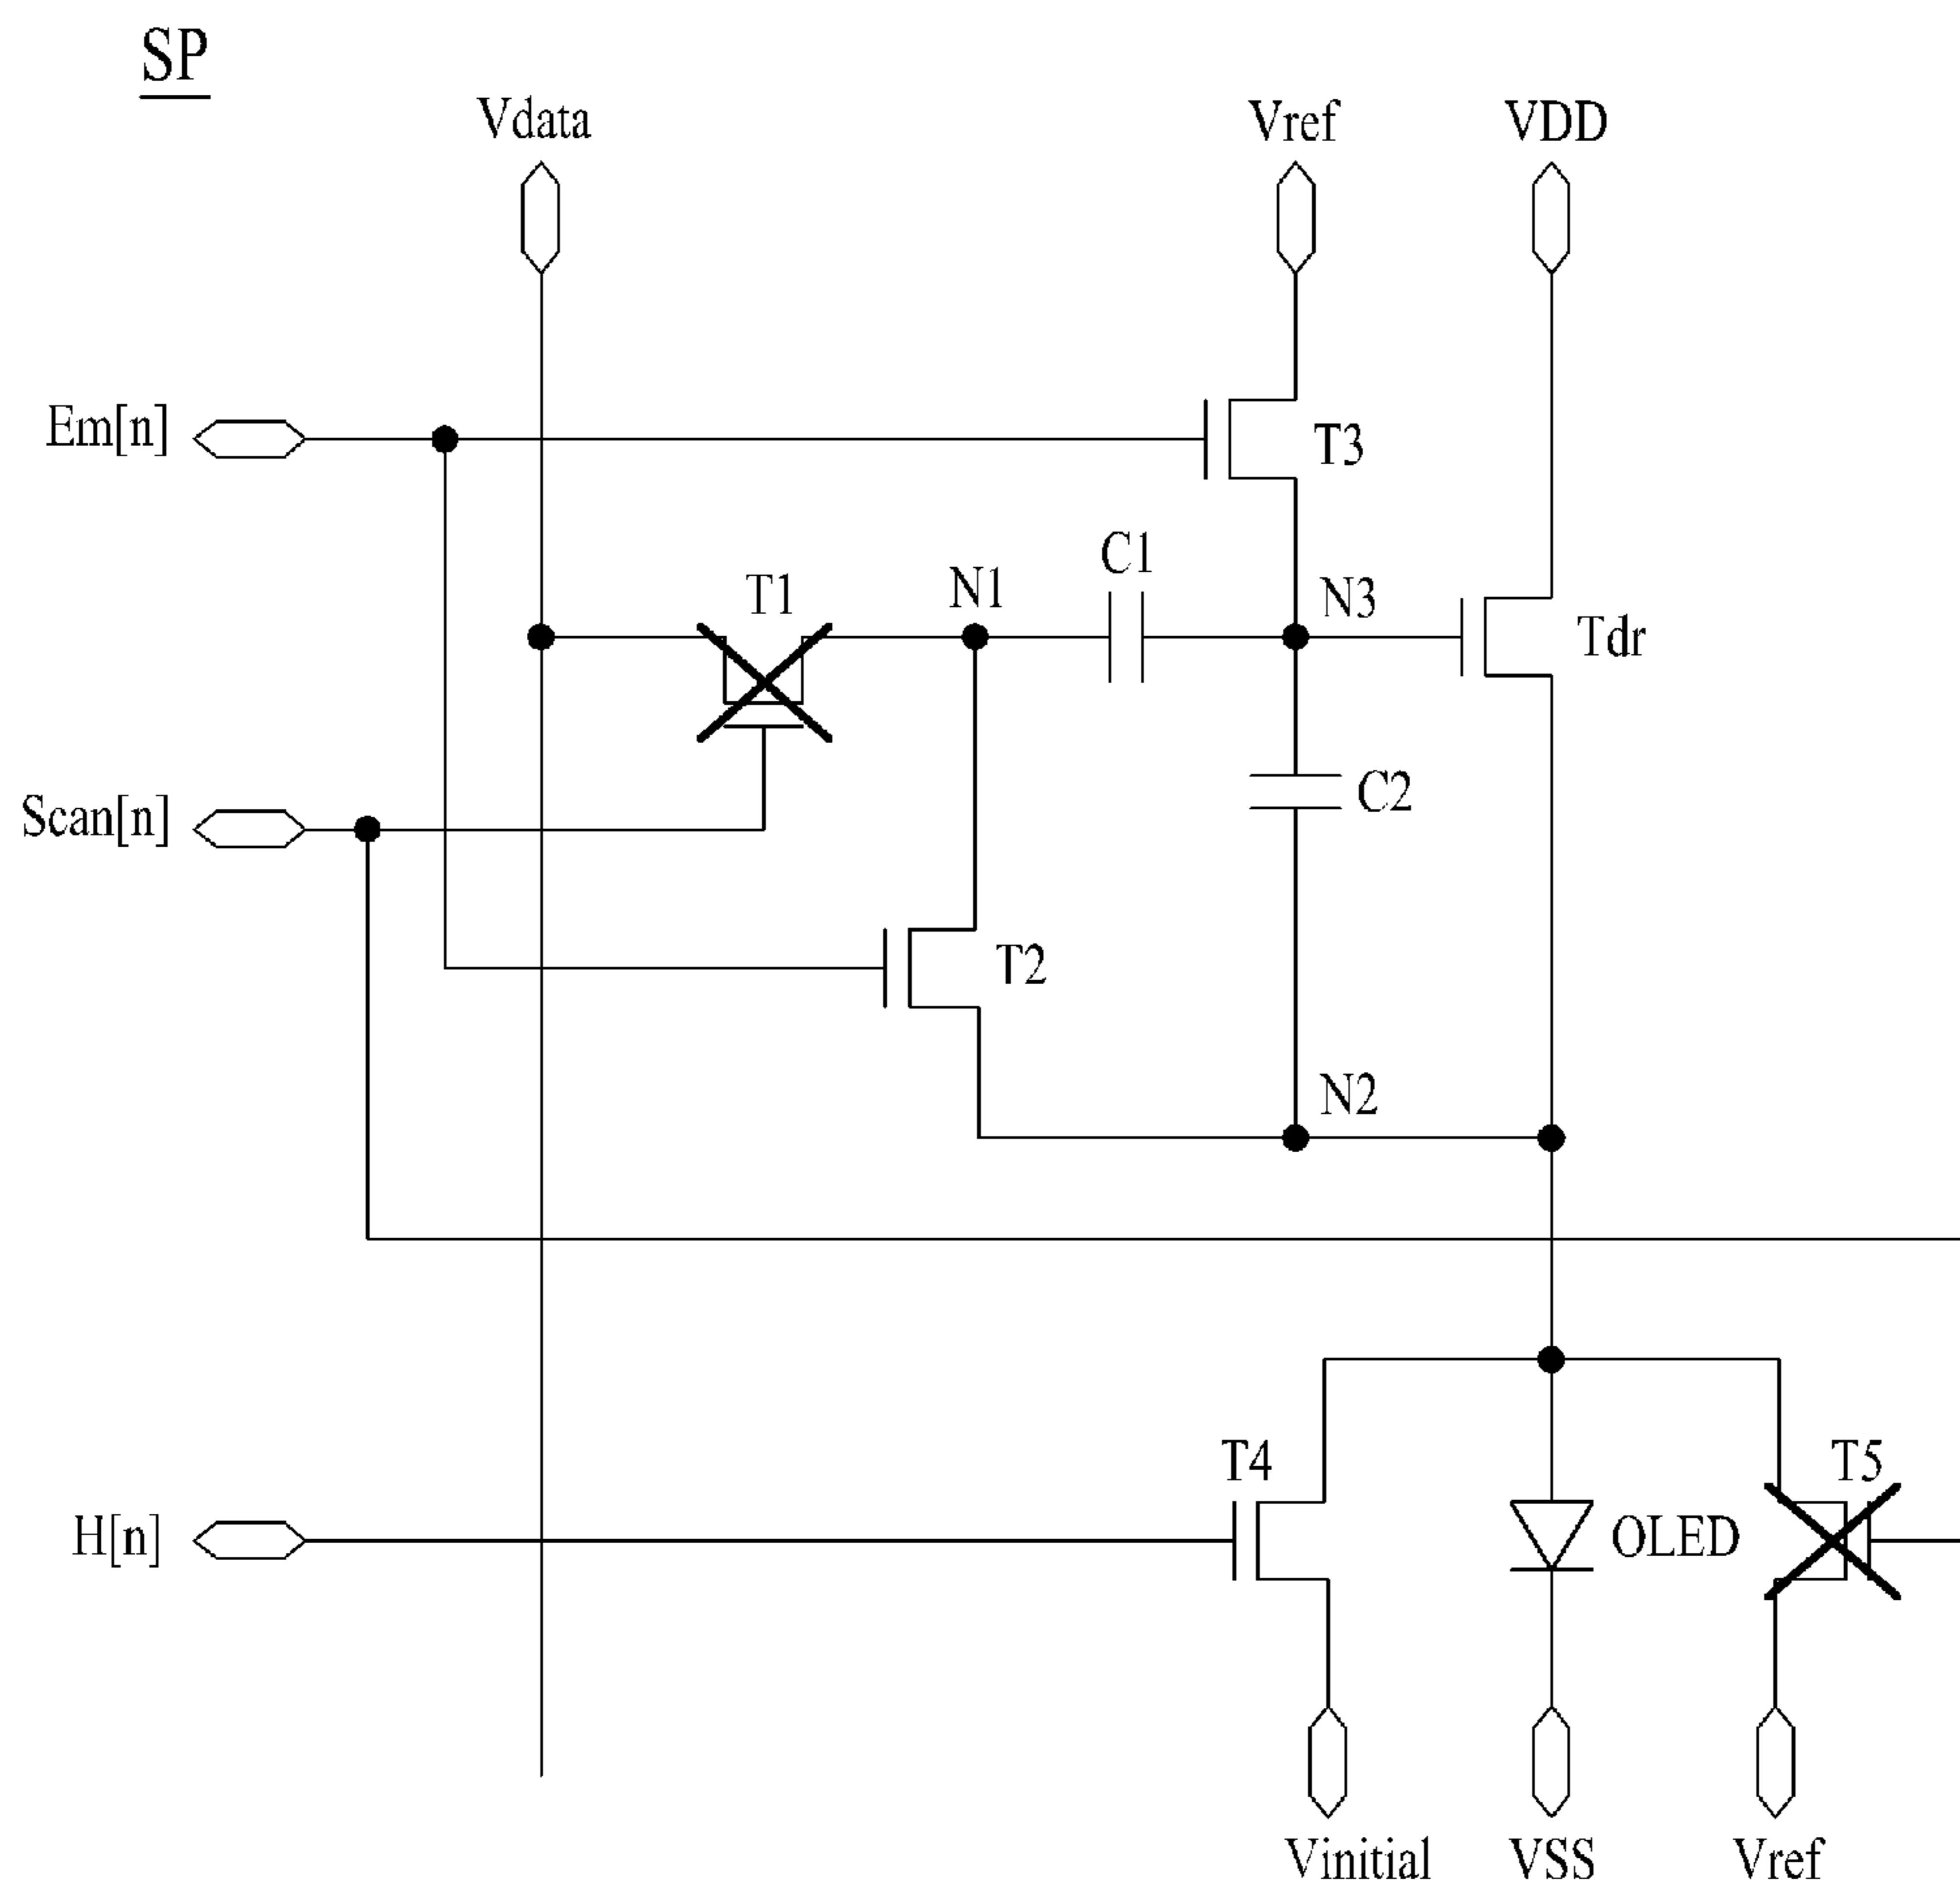 SP
Vdata
Vref
VDD
Em[n]
T3
C1
T1
N1
N3
Tdr
C2
Scan[n]
T2
N2
T4
T5
H[n]
OLED
Vinitial
VSS
Vref